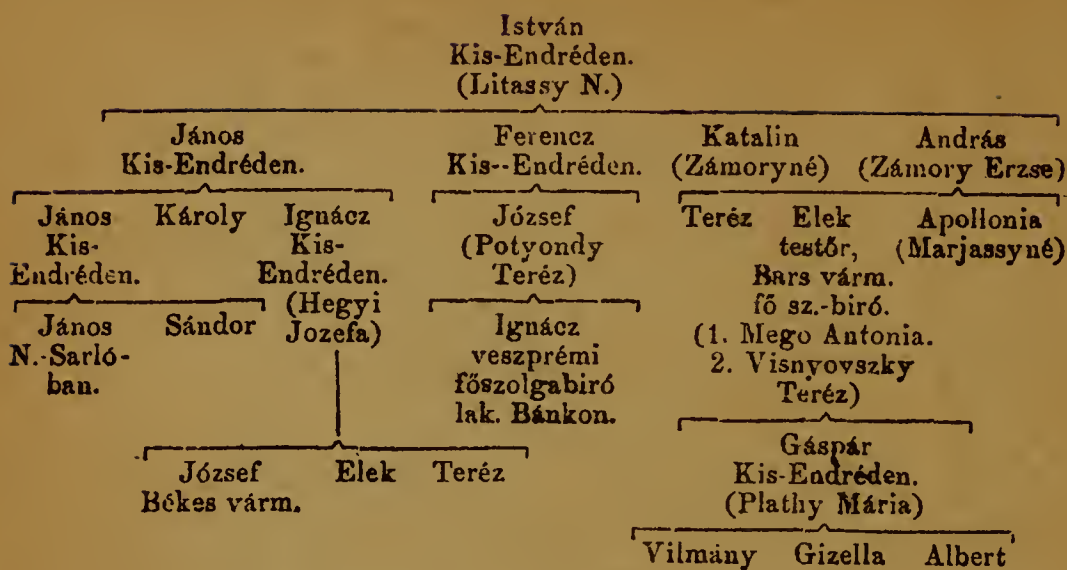 István
Kis-Endréden.
(Litassy N.)
János Ferencz Katalin András
Kis-Endréden. Kis--Endréden. (Zámoryné) (Zámory Erzse)
János Károly Ignácz József Teréz Elek Apollonia
Kis- Kis- (Potyondy testőr, (Marjassyné)
Endréden. Endréden. Teréz) Bars várm.
(Hegyi fő sz.-biró.
János Sándor Jozefa) Ignácz (1. Mego Antonia.
N.-Sarló- veszprémi 2. Visnyovszky
ban. főszolgabiró Teréz)
lak. Bánkon.
Gáspár
József Elek Teréz Kis-Endréden.
Békes várm. (Plathy Mária)
Vilmány Gizella Albert